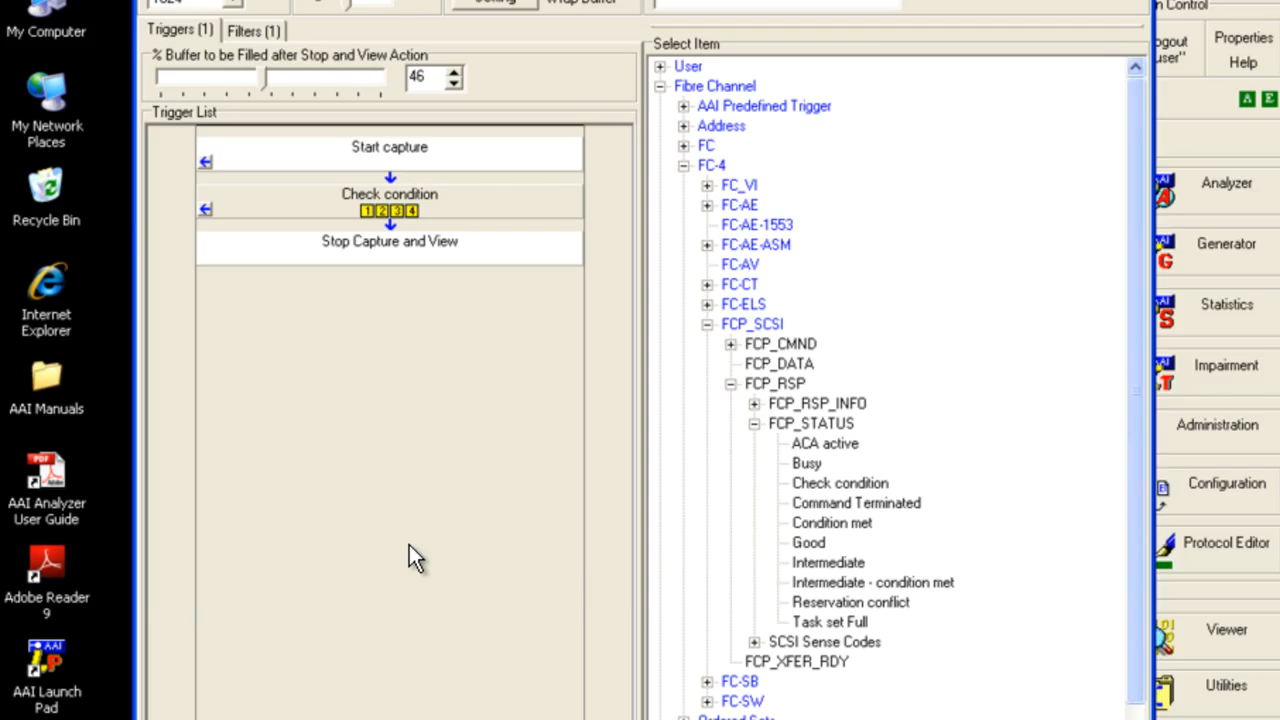 My Computer
My Network
Places
Recycle Bin
Internet
Explorer
AAI Manuals
AAI Analyzer
User Guide
Adobe Reader
9
AAI Launch
Pad
Triggers (1)
Filters (1)
% Buffer to be Filled after Stop and View Action
46
Trigger List
Start capture
Check condition
1 2 3 4
Stop Capture and View
Select Item
User
Fibre Channel
AAI Predefined Trigger
Address
FC
FC-4
FC_VI
FC-AE
FC-AE-1553
FC-AE-ASM
FC-AV
FC-CT
FC-ELS
FCP_SCSI
FCP_CMND
FCP_DATA
FCP_RSP
FCP_RSP_INFO
FCP_STATUS
ACA active
Busy
Check condition
Command Terminated
Condition met
Good
Intermediate
Intermediate - condition met
Reservation conflict
Task set Full
SCSI Sense Codes
FCP_XFER_RDY
FC-SB
FC-SW
Ordered Sets
n Control
ogout
user"
Properties
Help
A E
Analyzer
Generator
Statistics
Impairment
Administration
Configuration
Protocol Editor
Viewer
Utilities